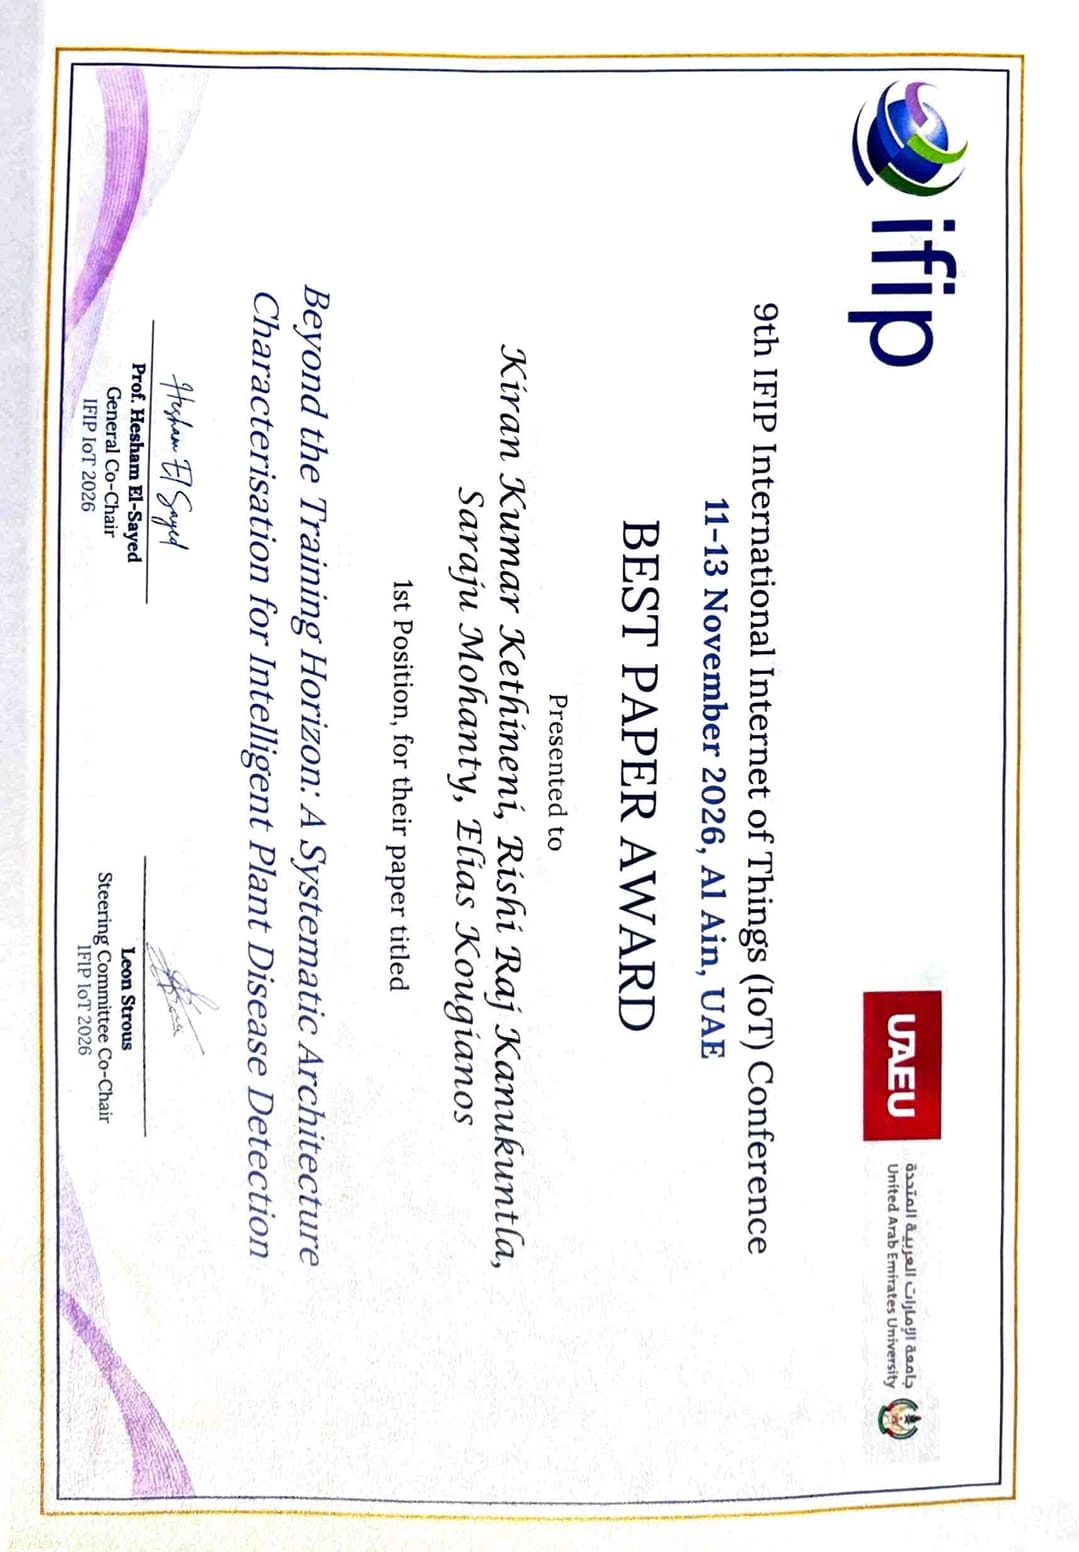 ifip
UAEU
جامعة الإمارات العربية المتحدة
United Arab Emirates University
9th IFIP International Internet of Things (IoT) Conference
11-13 November 2026, Al Ain, UAE
BEST PAPER AWARD
Presented to
Kiran Kumar Kethineni, Rishi Raj Kanukuntla,
Saraju Mohanty, Elias Kougianos
1st Position, for their paper titled
Beyond the Training Horizon: A Systematic Architecture
Characterisation for Intelligent Plant Disease Detection
Hesham El Sayed
Prof. Hesham El-Sayed
General Co-Chair
IFIP IoT 2026
Leon Strous
Steering Committee Co-Chair
IFIP IoT 2026